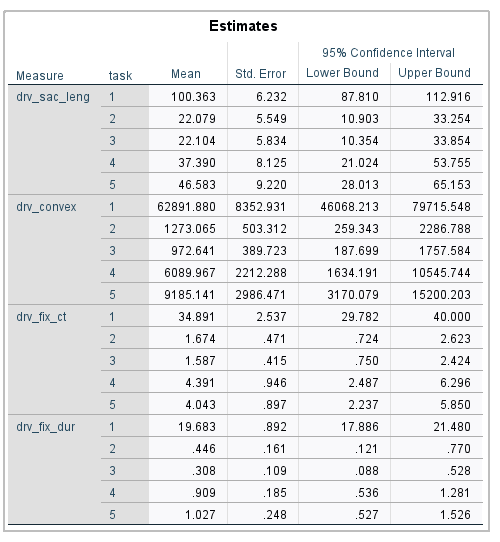 Estimates
95% Confidence Interval
Measure task Mean Std. Error Lower Bound Upper Bound
drv_sac_leng 1 100.363 6.232 87.810 112.916
2 22.079 5.549 10.903 33.254
3 22.104 5.834 10.354 33.854
4 37.390 8.125 21.024 53.755
5 46.583 9.220 28.013 65.153
drv_convex 1 62891.880 8352.931 46068.213 79715.548
2 1273.065 503.312 259.343 2286.788
3 972.641 389.723 187.699 1757.584
4 6089.967 2212.288 1634.191 10545.744
5 9185.141 2986.471 3170.079 15200.203
drv_fix_ct 1 34.891 2.537 29.782 40.000
2 1.674 .471 .724 2.623
3 1.587 .415 .750 2.424
4 4.391 .946 2.487 6.296
5 4.043 .897 2.237 5.850
drv_fix_dur 1 19.683 .892 17.886 21.480
2 .446 .161 .121 .770
3 .308 .109 .088 .528
4 .909 .185 .536 1.281
5 1.027 .248 .527 1.526